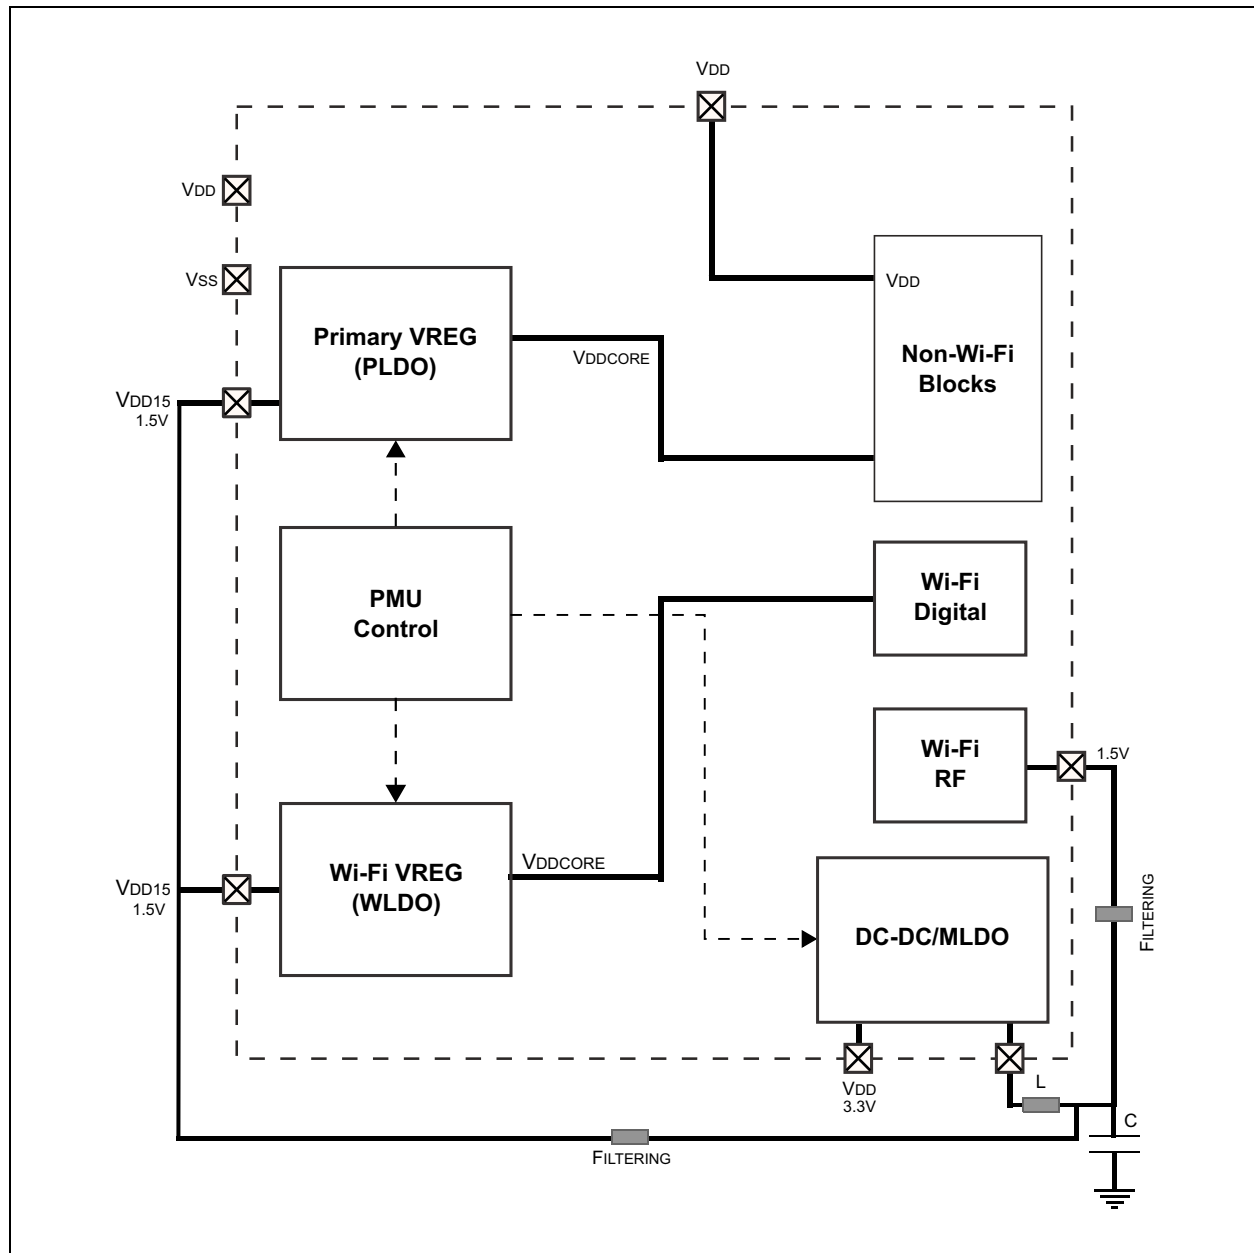 VDD
VDD
VSS
VDD
Primary VREG
(PLDO)
VDDCORE
Non-Wi-Fi
Blocks
VDD15
1.5V
PMU
Control
Wi-Fi
Digital
Wi-Fi
RF
1.5V
Wi-Fi VREG
(WLDO)
VDDCORE
VDD15
1.5V
DC-DC/MLDO
FILTERING
VDD
3.3V
L
C
FILTERING